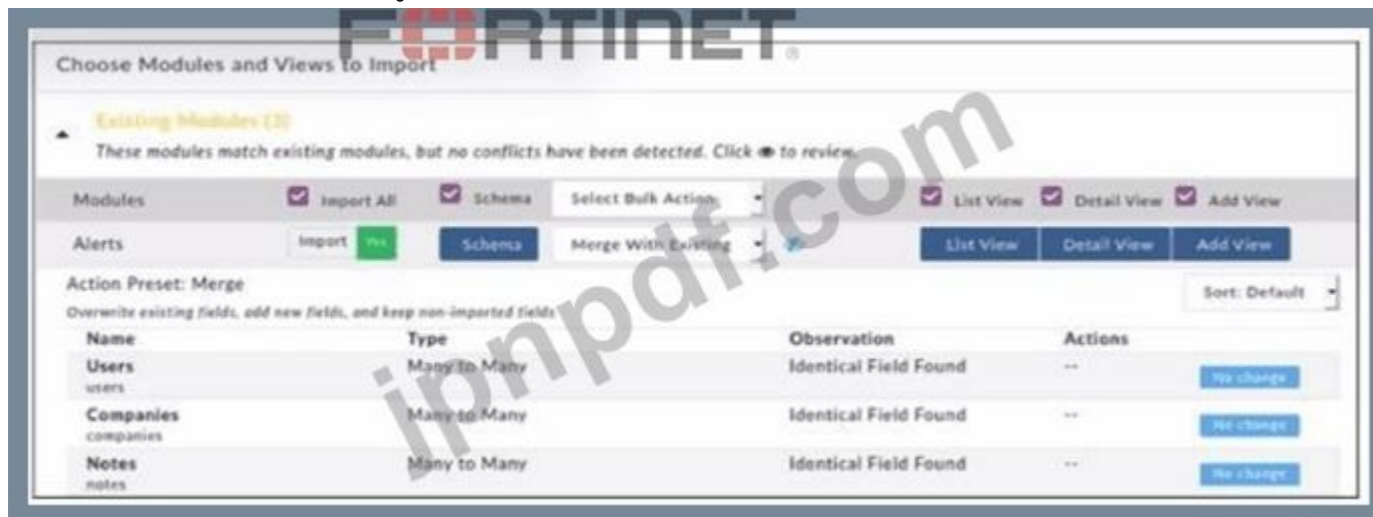 FORTINET®
Choose Modules and Views to Import
Existing Modules (3)
These modules match existing modules, but no conflicts have been detected. Click to review.
Modules Import All Schema Select Bulk Action List View Detail View Add View
Alerts Import Yes Schema Merge With Existing List View Detail View Add View
Action Preset: Merge Sort: Default
Overwrite existing fields, add new fields, and keep non-imported fields
Name Type Observation Actions
Users Many to Many Identical Field Found -- No change
users
Companies Many to Many Identical Field Found -- No change
companies
Notes Many to Many Identical Field Found -- No change
notes
jpnpdf.com